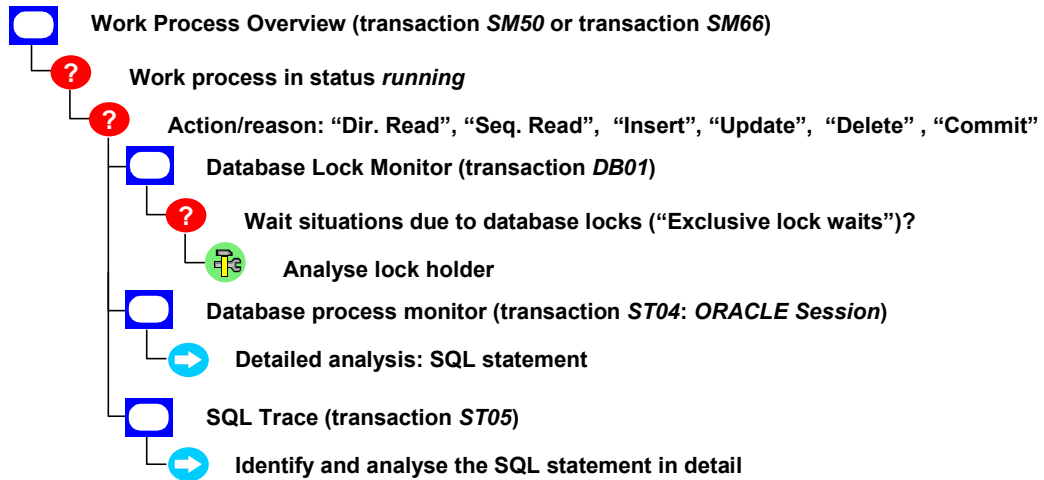 Work Process Overview (transaction SM50 or transaction SM66)
?
Work process in status running
?
Action/reason: “Dir. Read”, “Seq. Read”, “Insert”, “Update”, “Delete” , “Commit”
Database Lock Monitor (transaction DB01)
?
Wait situations due to database locks (“Exclusive lock waits”)?
Analyse lock holder
Database process monitor (transaction ST04: ORACLE Session)
Detailed analysis: SQL statement
SQL Trace (transaction ST05)
Identify and analyse the SQL statement in detail